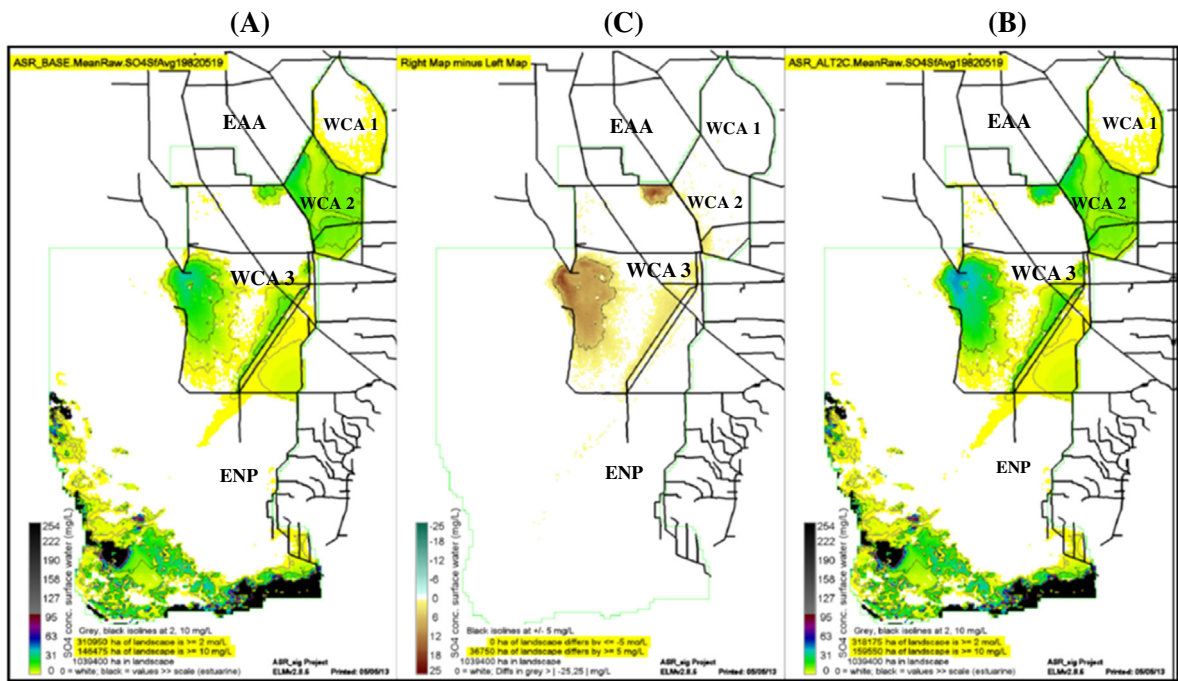 (A)
(C)
(B)
ASR_BASE.MeanRaw.SO4SfAvg19820519
Right Map minus Left Map
ASR_ALT2C.MeanRaw.SO4SfAvg19820519
EAA
WCA 1
WCA 2
WCA 3
ENP
254
222
190
158
127
95
63
31
0
SO4 conc. surface water (mg/L)
Grey, black isolines at 2, 10 mg/L
310950 ha of landscape is >= 2 mg/L
146475 ha of landscape is >= 10 mg/L
1039400 ha in landscape
0 = white; black = values >> scale (estuarine)
ASR_sig Project
ELMv2.8.6 Printed: 05/05/13
EAA
WCA 1
WCA 2
WCA 3
ENP
-25
-18
-12
-6
0
6
12
18
25
SO4 conc. surface water (mg/L)
Black isolines at +/- 5 mg/L
0 ha of landscape differs by <= -5 mg/L
36750 ha of landscape differs by >= 5 mg/L
1039400 ha in landscape
0 = white; Diffs in grey > | -25,25 | mg/L
ASR_sig Project
ELMv2.8.6 Printed: 05/05/13
EAA
WCA 1
WCA 2
WCA 3
ENP
254
222
190
158
127
95
63
31
0
SO4 conc. surface water (mg/L)
Grey, black isolines at 2, 10 mg/L
318175 ha of landscape is >= 2 mg/L
159550 ha of landscape is >= 10 mg/L
1039400 ha in landscape
0 = white; black = values >> scale (estuarine)
ASR_sig Project
ELMv2.8.6 Printed: 05/05/13